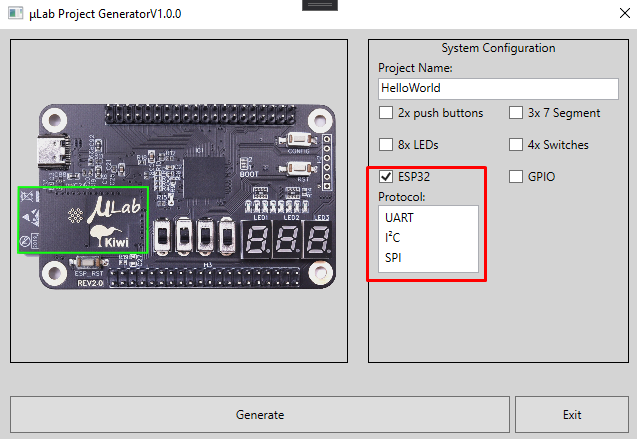 µLab Project GeneratorV1.0.0
System Configuration
Project Name:
HelloWorld
2x push buttons
3x 7 Segment
8x LEDs
4x Switches
ESP32
GPIO
Protocol:
UART
I²C
SPI
CONFIG
BOOT
RST
µLab
Kiwi
LED1
LED2
LED3
ESP_RST
H3
REV2.0
Generate
Exit